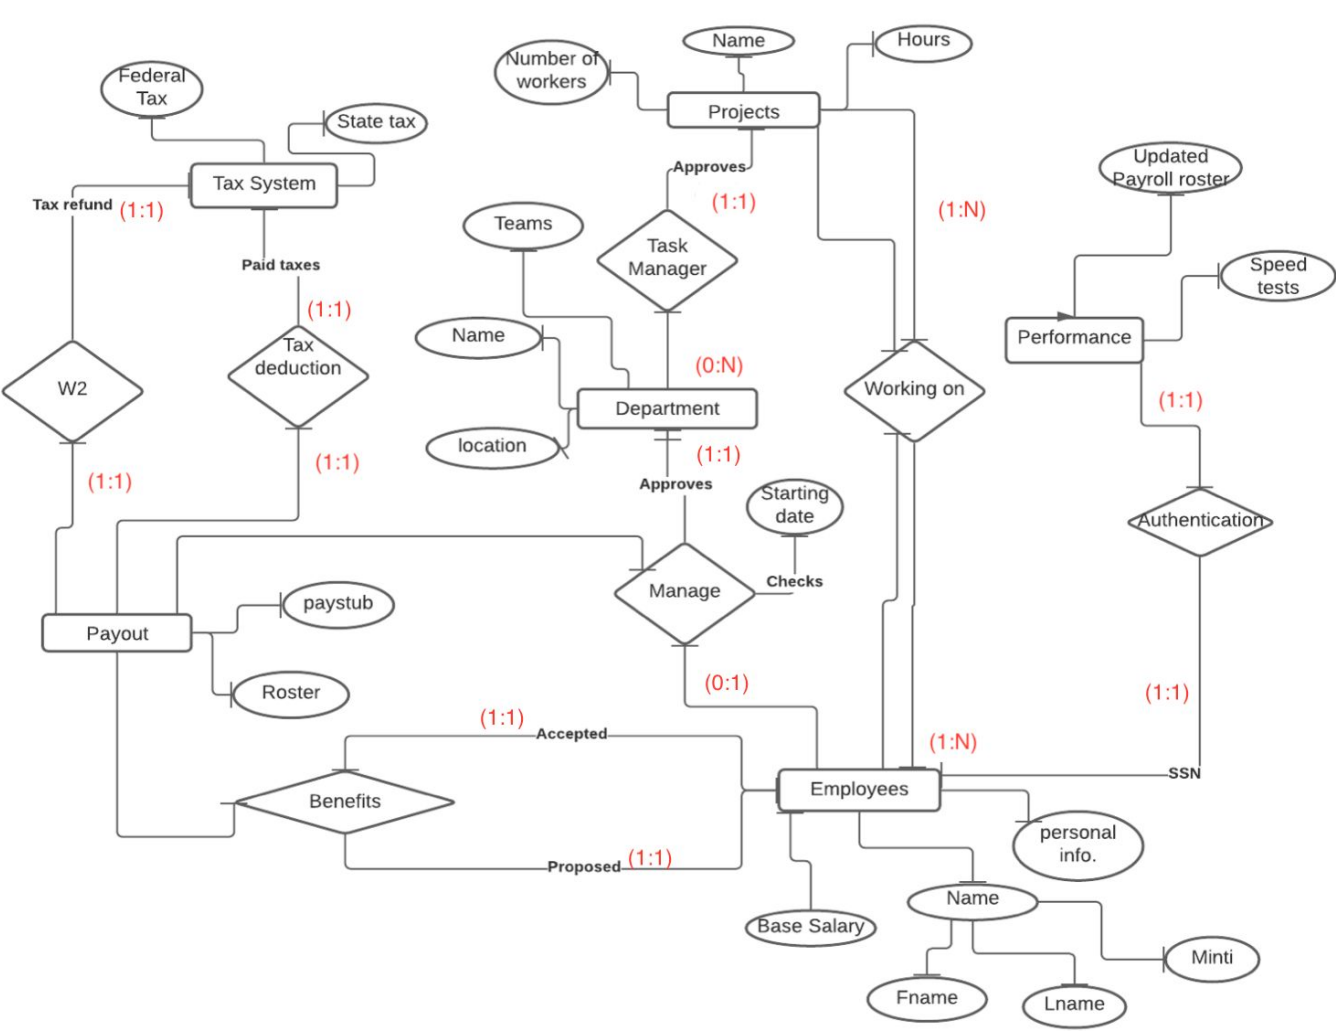 Name
Hours
Number of
workers
Federal
Tax
State tax
Projects
Approves
Updated
Payroll roster
Tax System
Tax refund (1:1)
(1:1)
(1:N)
Teams
Task
Manager
Paid taxes
Speed
tests
(1:1)
Name
Performance
Tax
deduction
(0:N)
W2
Working on
(1:1)
Department
location
(1:1)
(1:1)
(1:1)
Approves
Starting
date
Authentication
Checks
Manage
paystub
Payout
(0:1)
Roster
(1:1)
(1:1)
Accepted
(1:N)
SSN
Benefits
Employees
personal
info.
Proposed (1:1)
Name
Base Salary
Minti
Fname
Lname